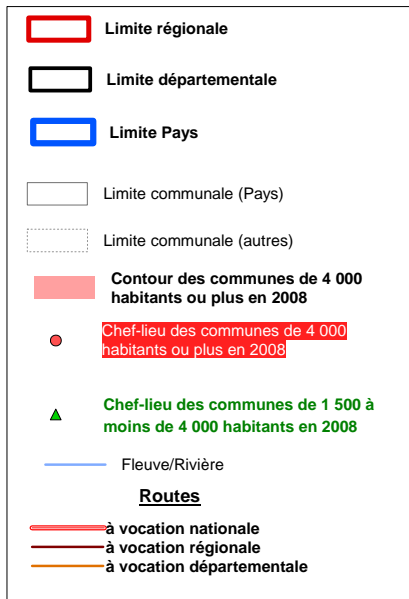 Limite régionale
Limite départementale
Limite Pays
Limite communale (Pays)
Limite communale (autres)
Contour des communes de 4 000
habitants ou plus en 2008
Chef-lieu des communes de 4 000
habitants ou plus en 2008
Chef-lieu des communes de 1 500 à
moins de 4 000 habitants en 2008
Fleuve/Rivière
Routes
à vocation nationale
à vocation régionale
à vocation départementale